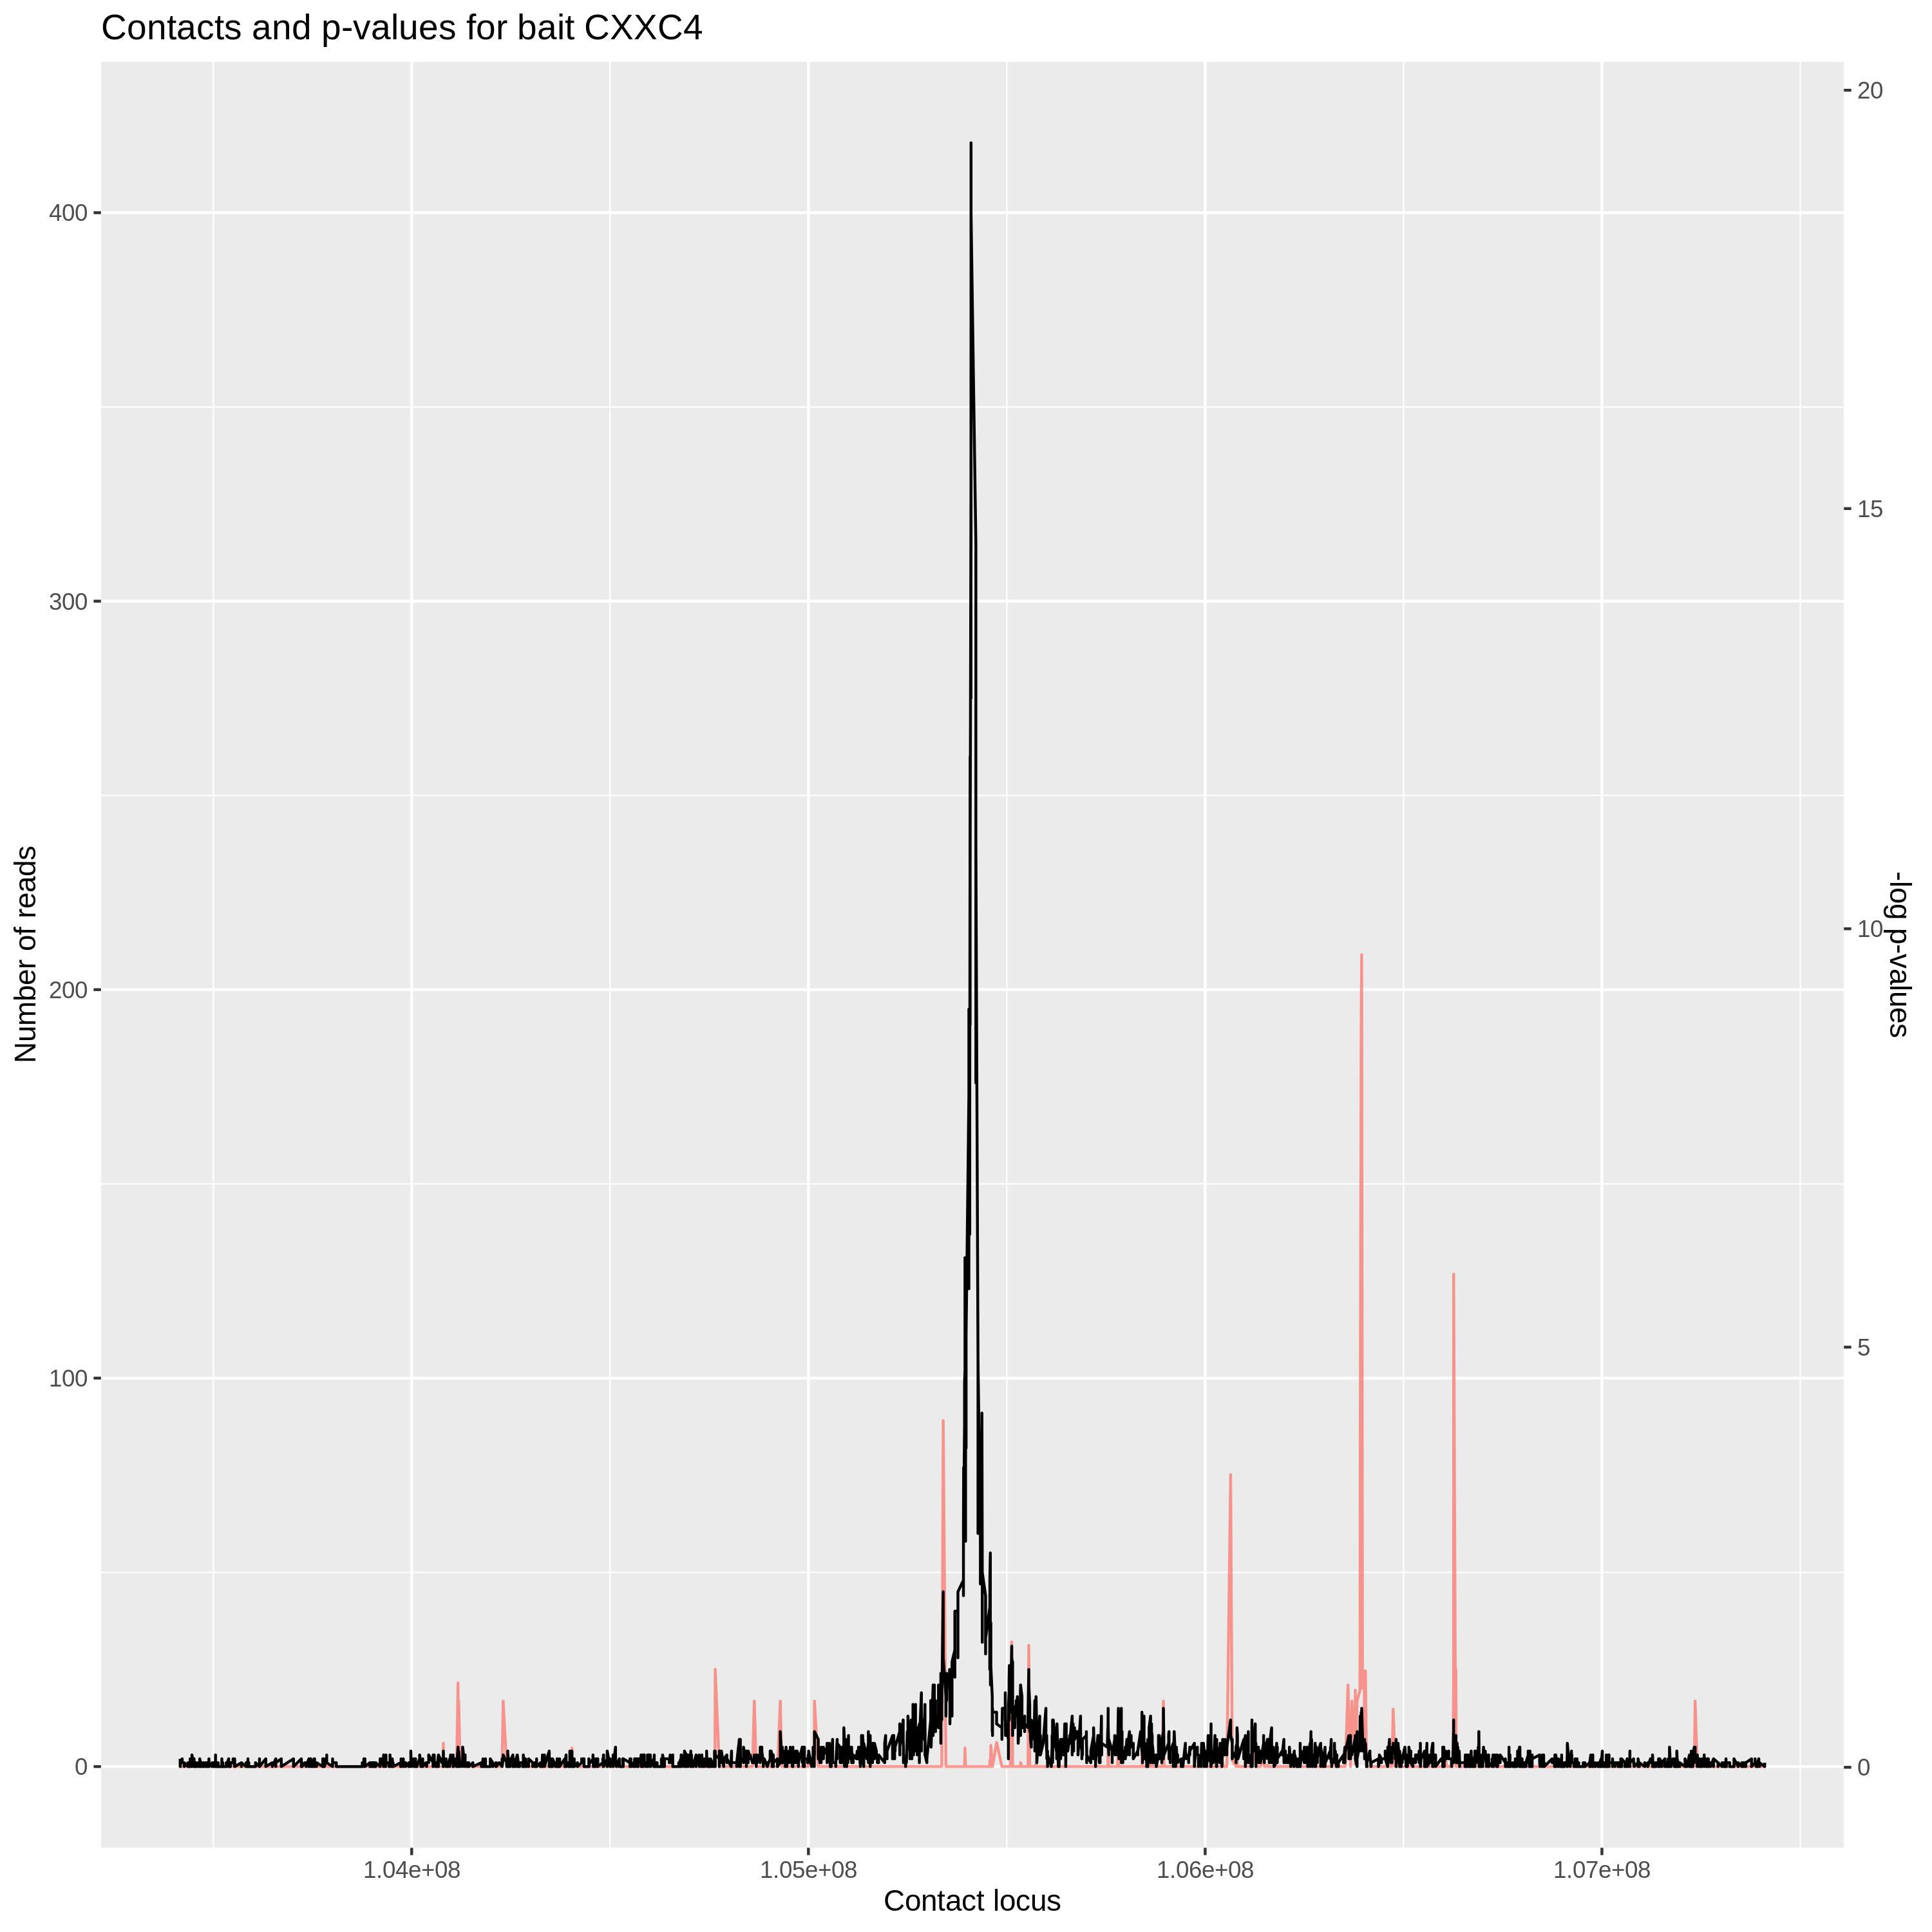 Contacts and p-values for bait CXXC4
Number of reads
400
300
200
100
0
20
15
10
5
0
-log p-values
1.04e+08 1.05e+08 1.06e+08 1.07e+08
Contact locus